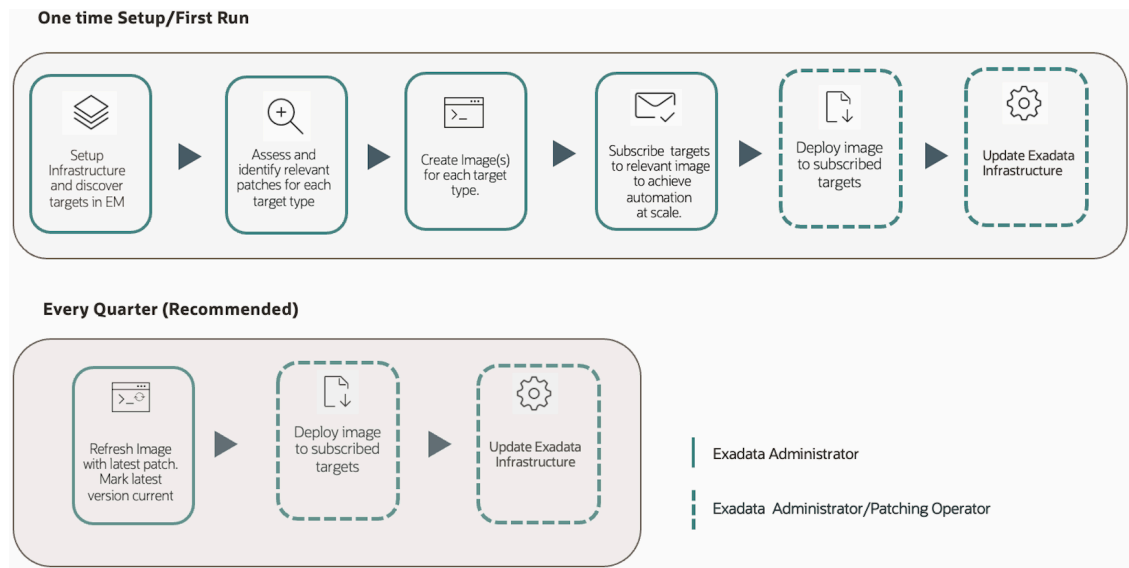 One time Setup/First Run
Setup
Infrastructure
and discover
targets in EM
Assess and
identify relevant
patches for each
target type
Create Image(s)
for each target
type.
Subscribe targets
to relevant image
to achieve
automation
at scale.
Deploy image
to subscribed
targets
Update Exadata
Infrastructure
Every Quarter (Recommended)
Refresh Image
with latest patch.
Mark latest
version current
Deploy image
to subscribed
targets
Update Exadata
Infrastructure
Exadata Administrator
Exadata Administrator/Patching Operator